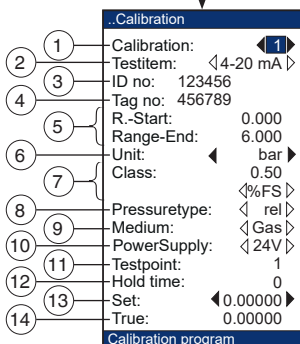 ..Calibration
1 Calibration: 1
2 Testitem: 4-20 mA
3 ID no: 123456
4 Tag no: 456789
5 R.-Start: 0.000
Range-End: 6.000
6 Unit: bar
7 Class: 0.50
%FS
8 Pressuretype: rel
9 Medium: Gas
10 PowerSupply: 24V
11 Testpoint: 1
12 Hold time: 0
13 Set: 0.00000
14 True: 0.00000
Calibration program